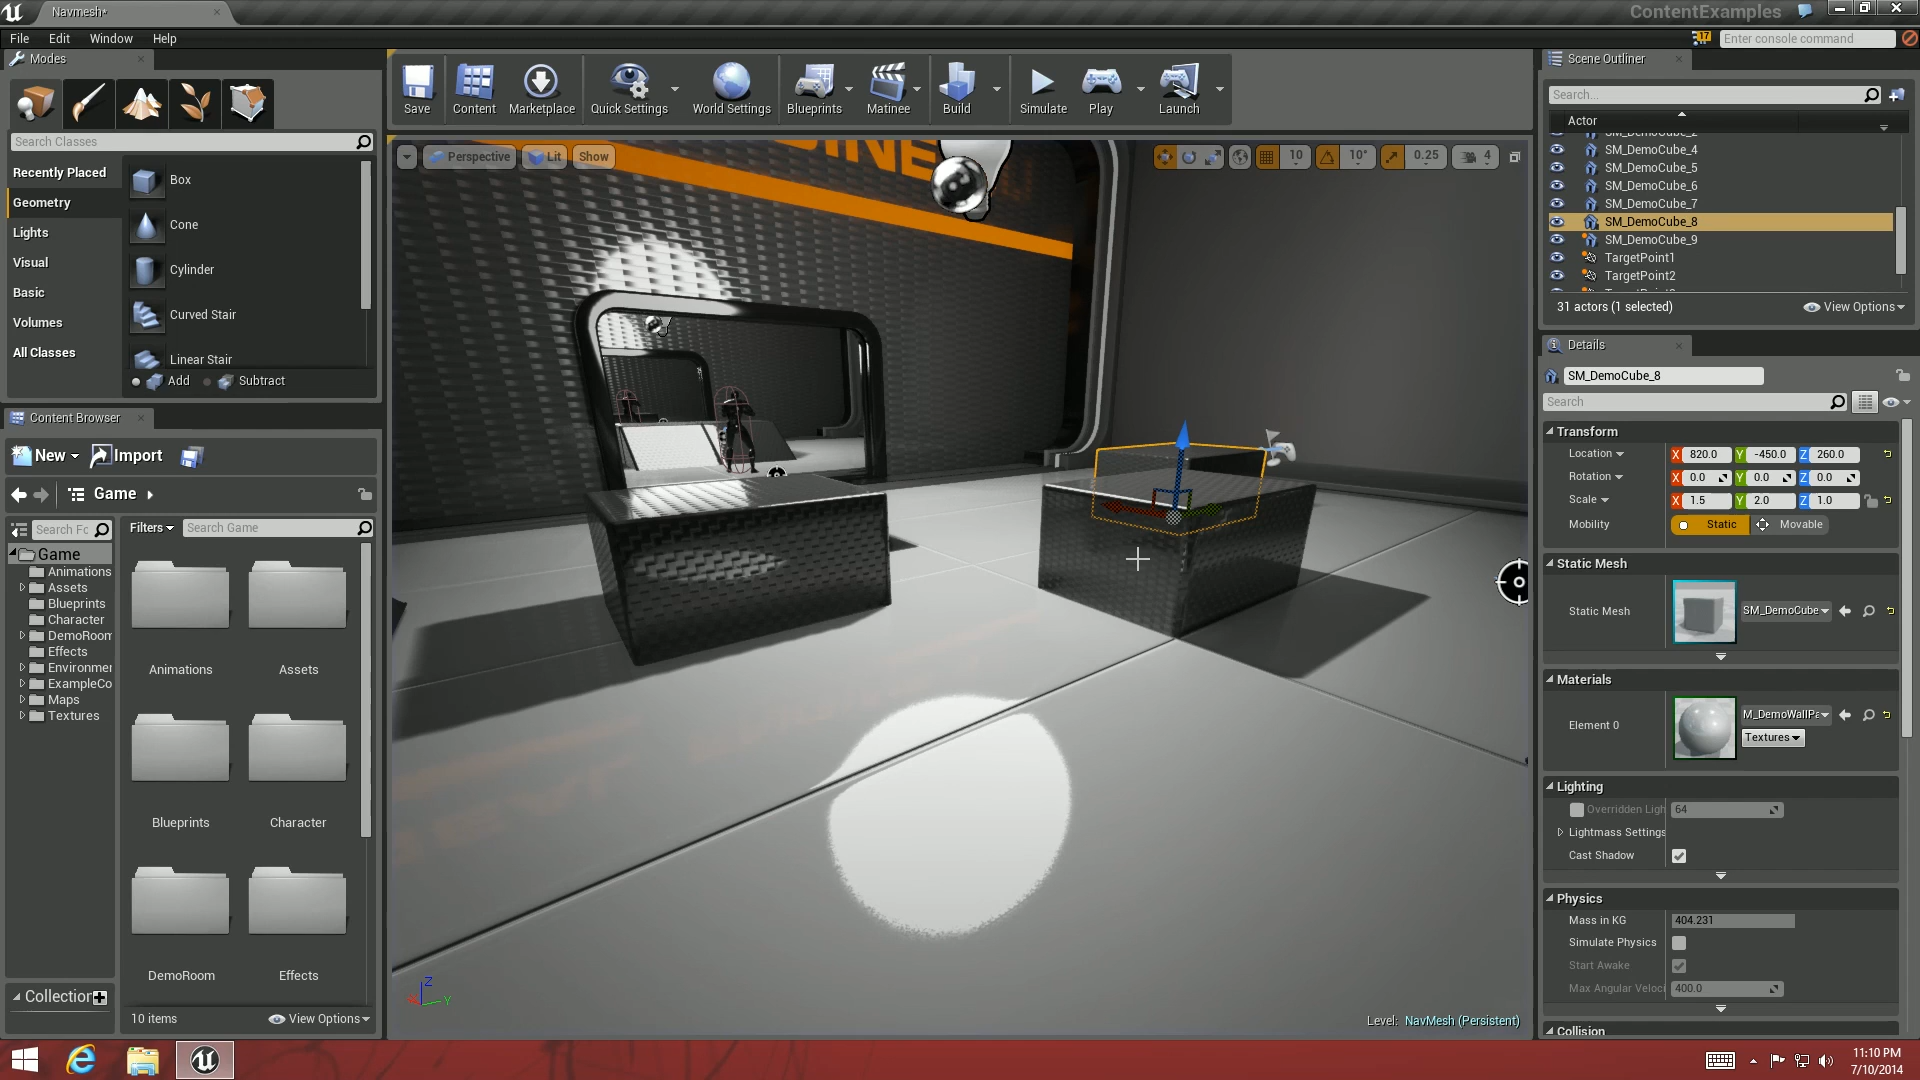 Navmesh*
ContentExamples
File Edit Window Help
17
Enter console command
Modes
Search Classes
Recently Placed
Geometry
Lights
Visual
Basic
Volumes
All Classes
Box
Cone
Cylinder
Curved Stair
Linear Stair
Add
Subtract
Content Browser
New
Import
Game
Search Fo
Filters
Search Game
Game
Animations
Assets
Blueprints
Character
DemoRoom
Effects
Environmer
ExampleCo
Maps
Textures
Collection
Animations
Assets
Blueprints
Character
DemoRoom
Effects
10 items
View Options
Save
Content
Marketplace
Quick Settings
World Settings
Blueprints
Matinee
Build
Simulate
Play
Launch
Perspective
Lit
Show
10
10°
0.25
4
X
Z
Y
Level: NavMesh (Persistent)
Scene Outliner
Search...
Actor
SM_DemoCube_2
SM_DemoCube_4
SM_DemoCube_5
SM_DemoCube_6
SM_DemoCube_7
SM_DemoCube_8
SM_DemoCube_9
TargetPoint1
TargetPoint2
31 actors (1 selected)
View Options
Details
SM_DemoCube_8
Search
Transform
Location X 820.0 Y -450.0 Z 260.0
Rotation X 0.0 Y 0.0 Z 0.0
Scale X 1.5 Y 2.0 Z 1.0
Mobility Static Movable
Static Mesh
Static Mesh SM_DemoCube
Materials
Element 0 M_DemoWallPa
Textures
Lighting
Overridden Ligh 64
Lightmass Settings
Cast Shadow
Physics
Mass in KG 404.231
Simulate Physics
Start Awake
Max Angular Veloci 400.0
Collision
11:10 PM
7/10/2014